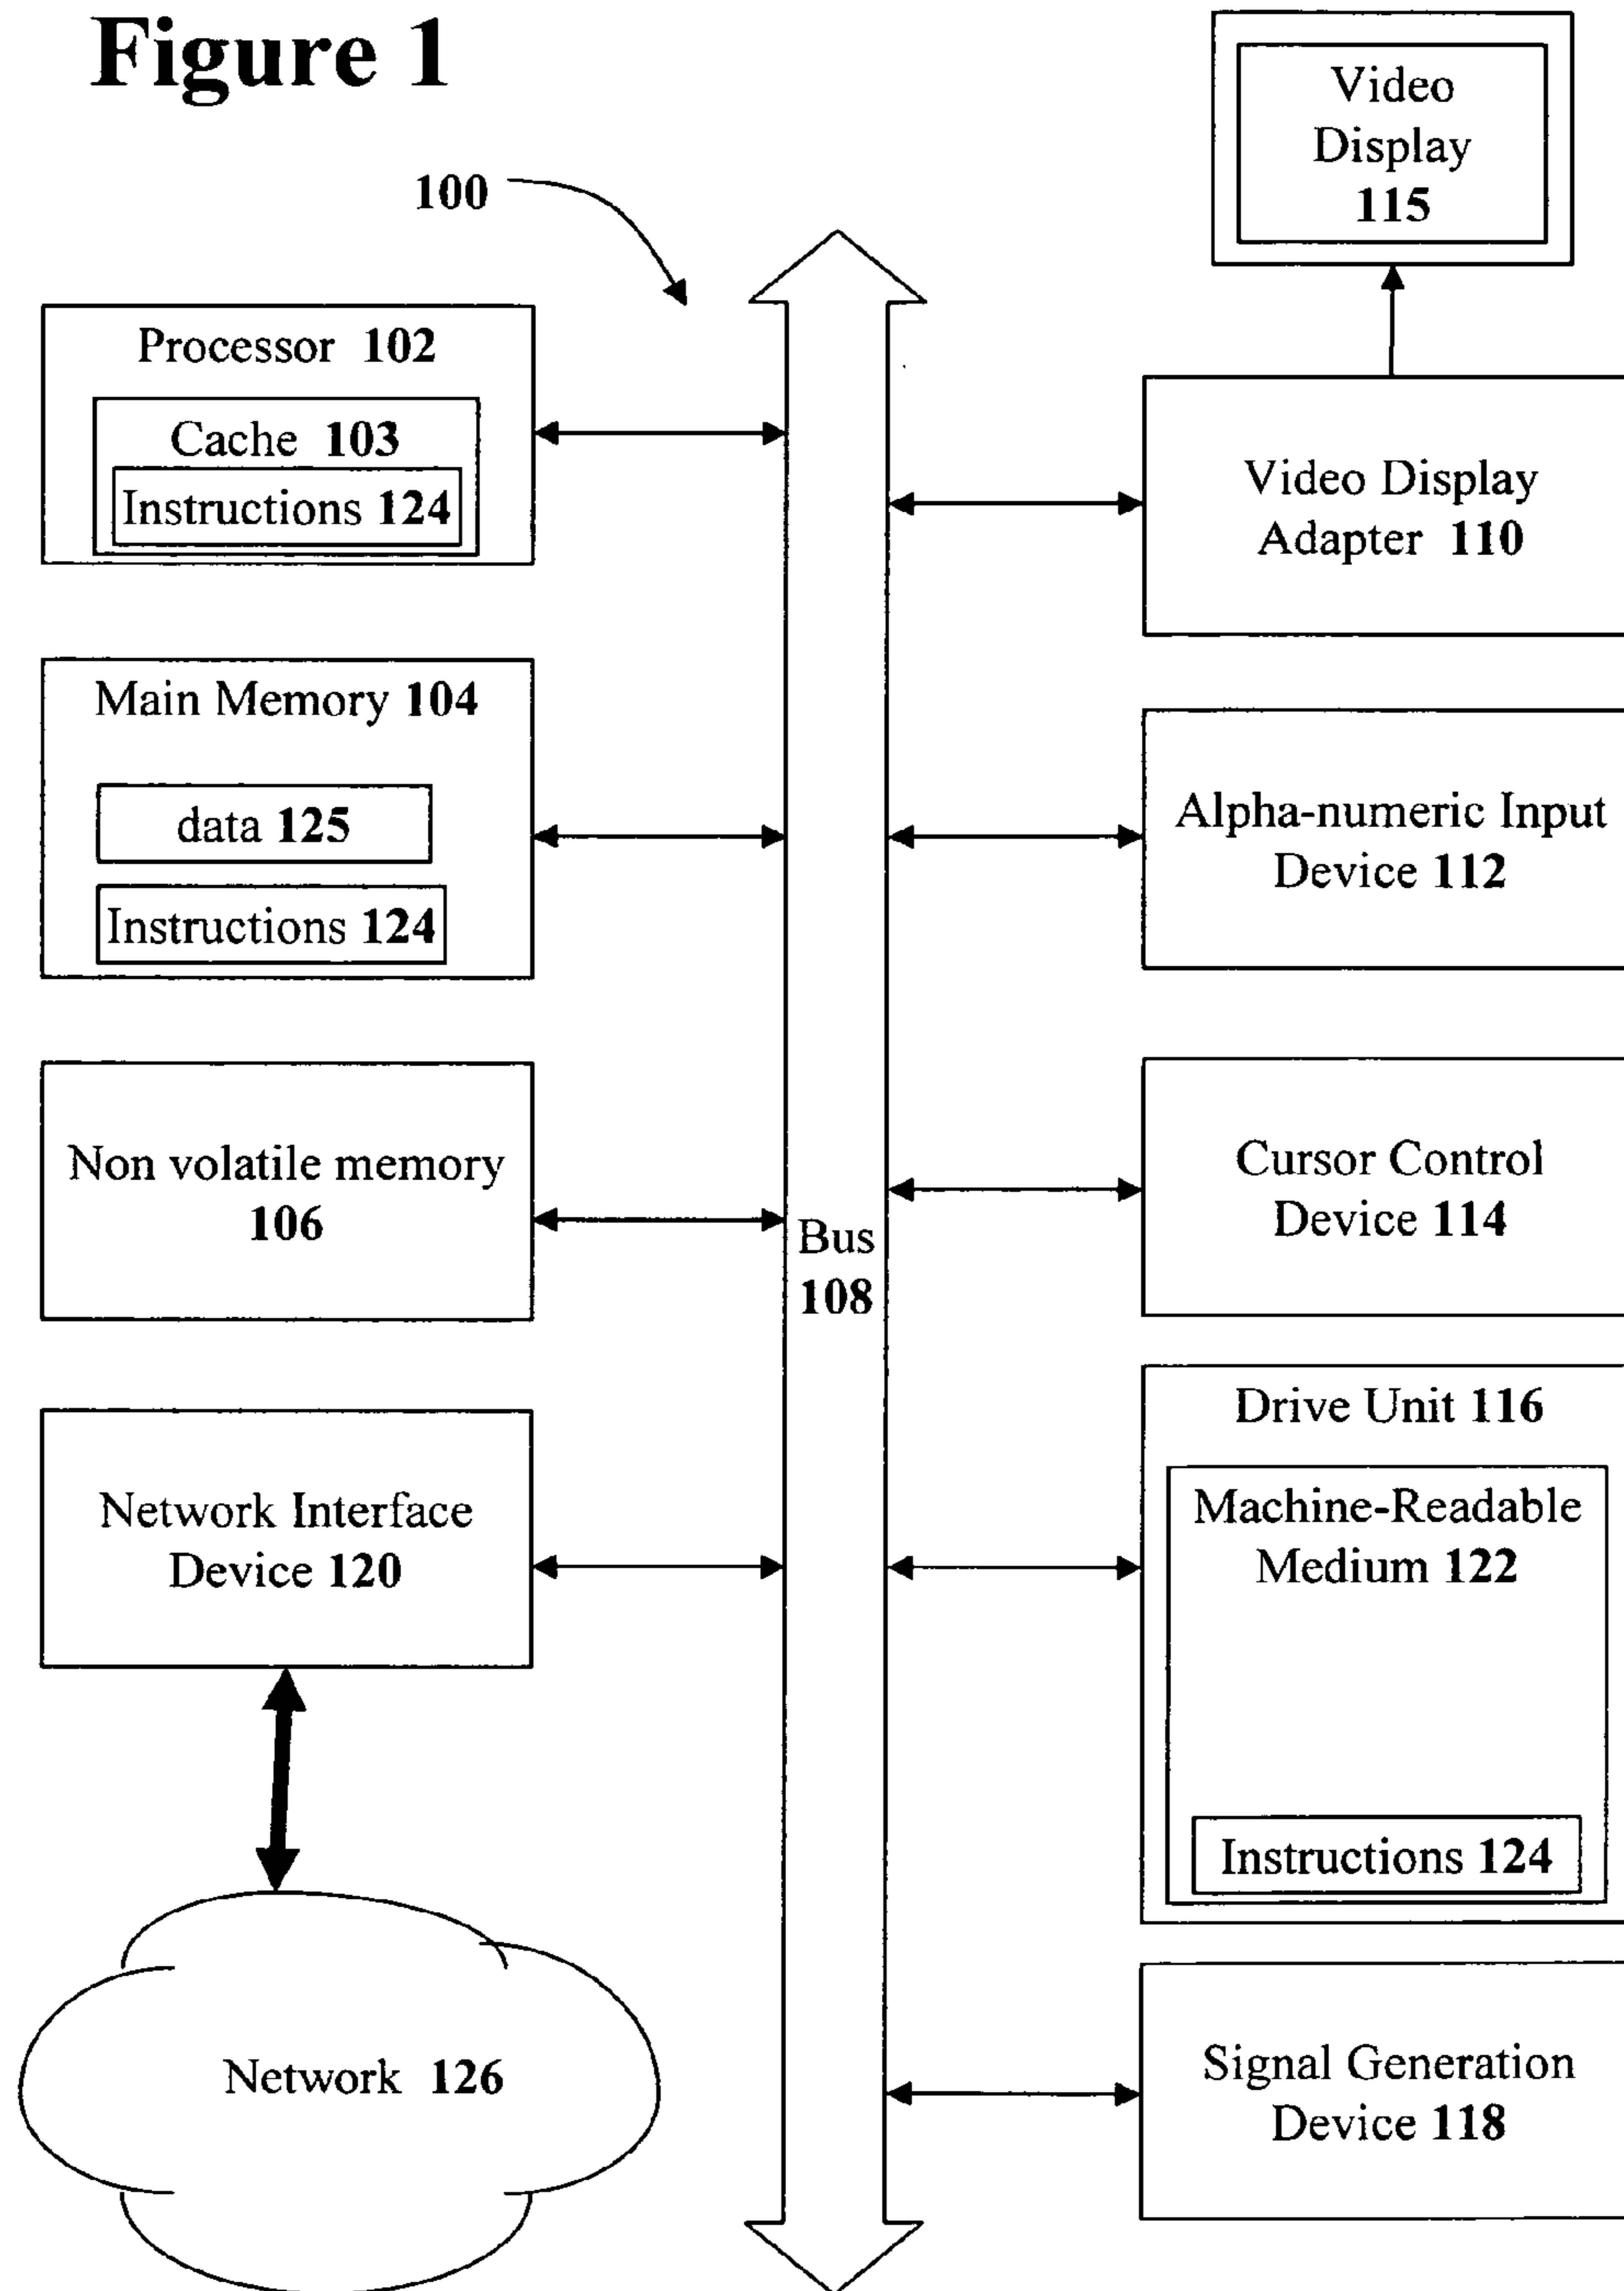 Figure 1
100
Video
Display
115
Processor 102
Cache 103
Instructions 124
Video Display
Adapter 110
Main Memory 104
data 125
Instructions 124
Alpha-numeric Input
Device 112
Non volatile memory
106
Bus
108
Cursor Control
Device 114
Network Interface
Device 120
Drive Unit 116
Machine-Readable
Medium 122
Instructions 124
Network 126
Signal Generation
Device 118